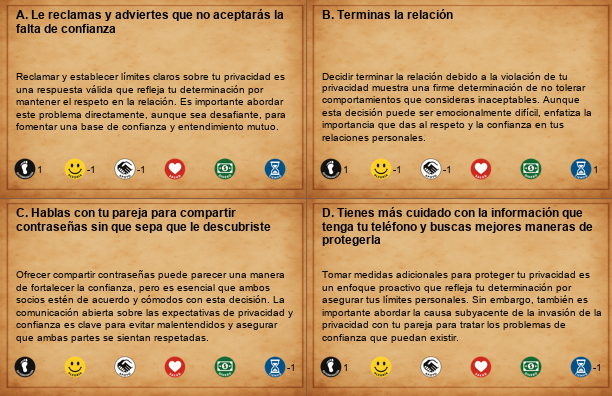 A. Le reclamas y adviertes que no aceptarás la
falta de confianza
Reclamar y establecer límites claros sobre tu privacidad es
una respuesta válida que refleja tu determinación por
mantener el respeto en la relación. Es importante abordar
este problema directamente, aunque sea desafiante, para
fomentar una base de confianza y entendimiento mutuo.
1 -1 -1
B. Terminas la relación
Decidir terminar la relación debido a la violación de tu
privacidad muestra una firme determinación de no tolerar
comportamientos que consideras inaceptables. Aunque
esta decisión puede ser emocionalmente difícil, enfatiza la
importancia que das al respeto y la confianza en tus
relaciones personales.
1 -1 -1 1
C. Hablas con tu pareja para compartir
contraseñas sin que sepa que le descubriste
Ofrecer compartir contraseñas puede parecer una manera
de fortalecer la confianza, pero es esencial que ambos
socios estén de acuerdo y cómodos con esta decisión. La
comunicación abierta sobre las expectativas de privacidad y
confianza es clave para evitar malentendidos y asegurar
que ambas partes se sientan respetadas.
-1
D. Tienes más cuidado con la información que
tenga tu teléfono y buscas mejores maneras de
protegerla
Tomar medidas adicionales para proteger tu privacidad es
un enfoque proactivo que refleja tu determinación por
asegurar tus límites personales. Sin embargo, también es
importante abordar la causa subyacente de la invasión de la
privacidad con tu pareja para tratar los problemas de
confianza que puedan existir.
1 -1